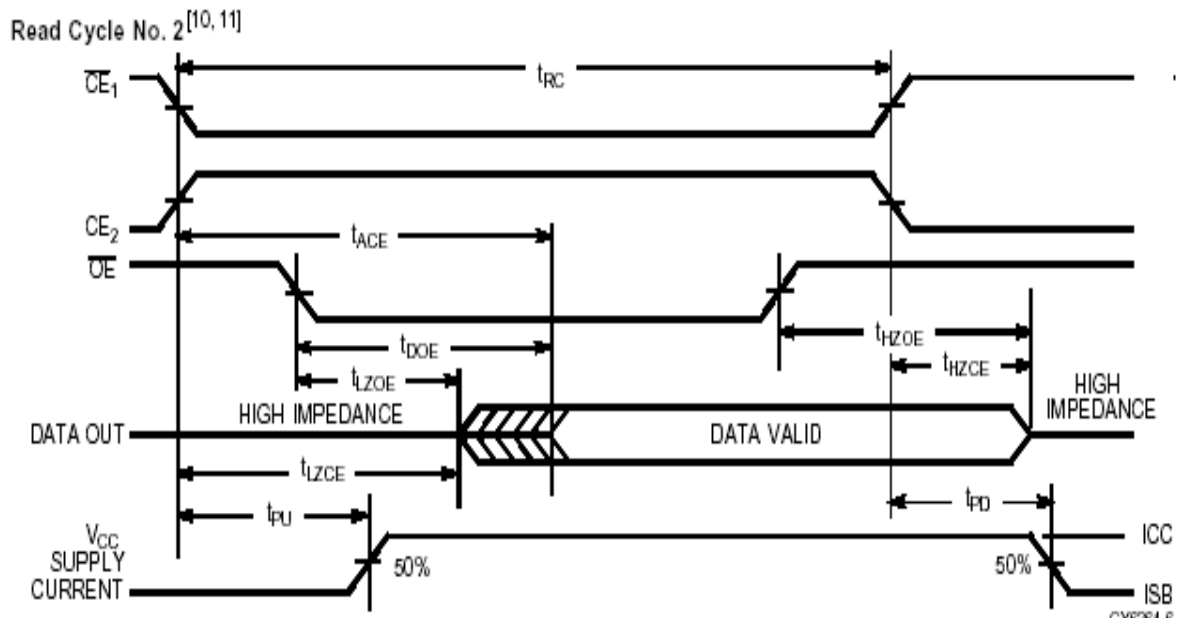 Read Cycle No. 2[10, 11]
CE1
tRC
CE2
tACE
OE
tHZOE
tDOE
tHZCE
tLZOE
HIGH IMPEDANCE
HIGH IMPEDANCE
DATA OUT
DATA VALID
tLZCE
tPU
tPD
VCC SUPPLY CURRENT
50%
50%
ICC
ISB